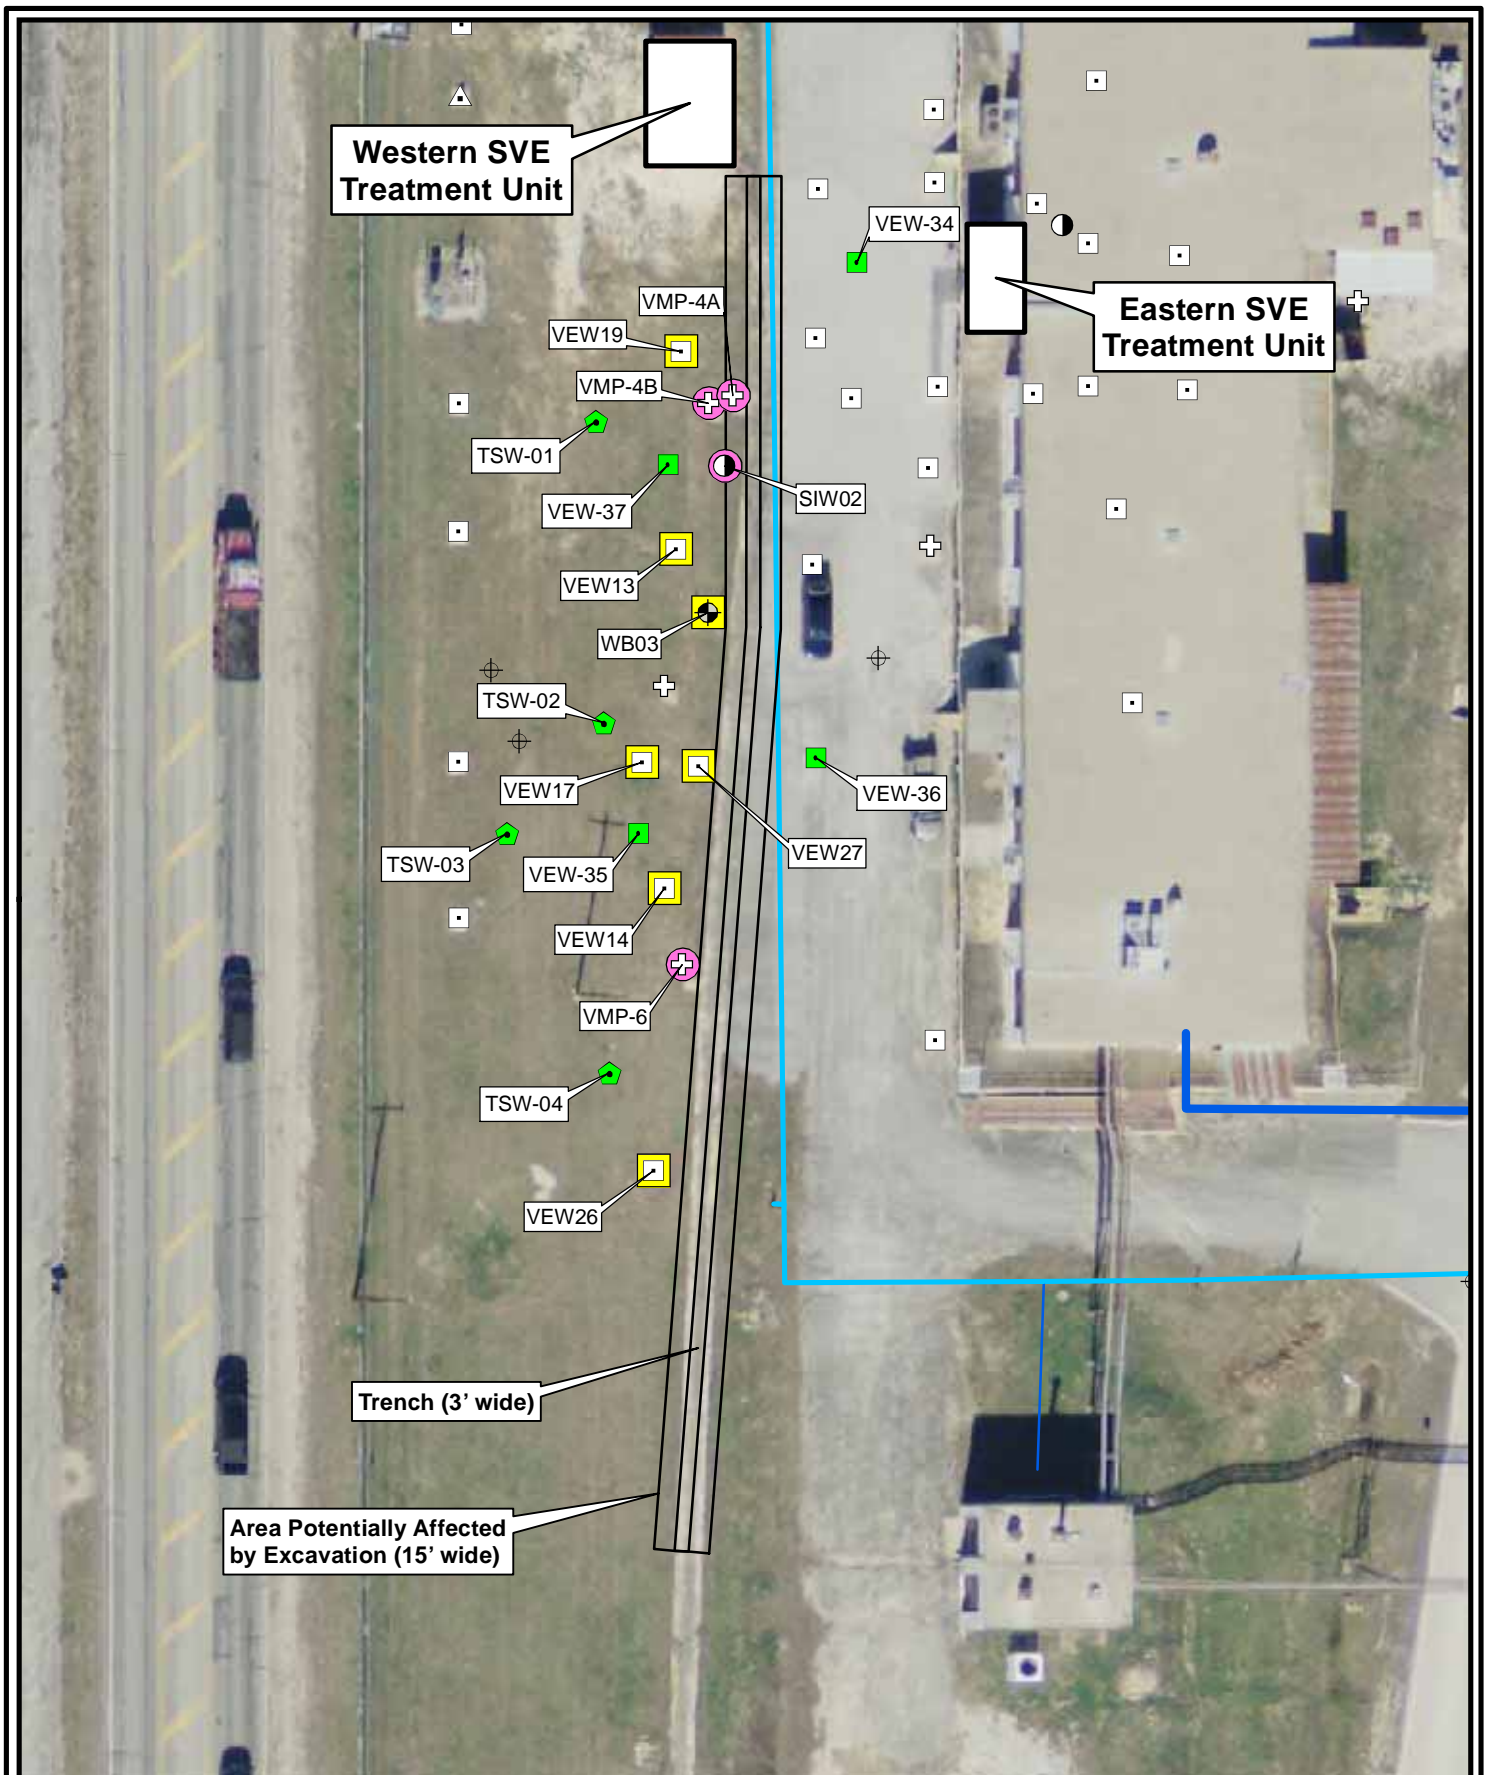 Western SVE
Treatment Unit
VEW-34
VMP-4A
Eastern SVE
Treatment Unit
VEW19
VMP-4B
TSW-01
VEW-37
SIW02
VEW13
WB03
TSW-02
VEW17
VEW-36
VEW27
TSW-03
VEW-35
VEW14
VMP-6
TSW-04
VEW26
Trench (3’ wide)
Area Potentially Affected
by Excavation (15’ wide)